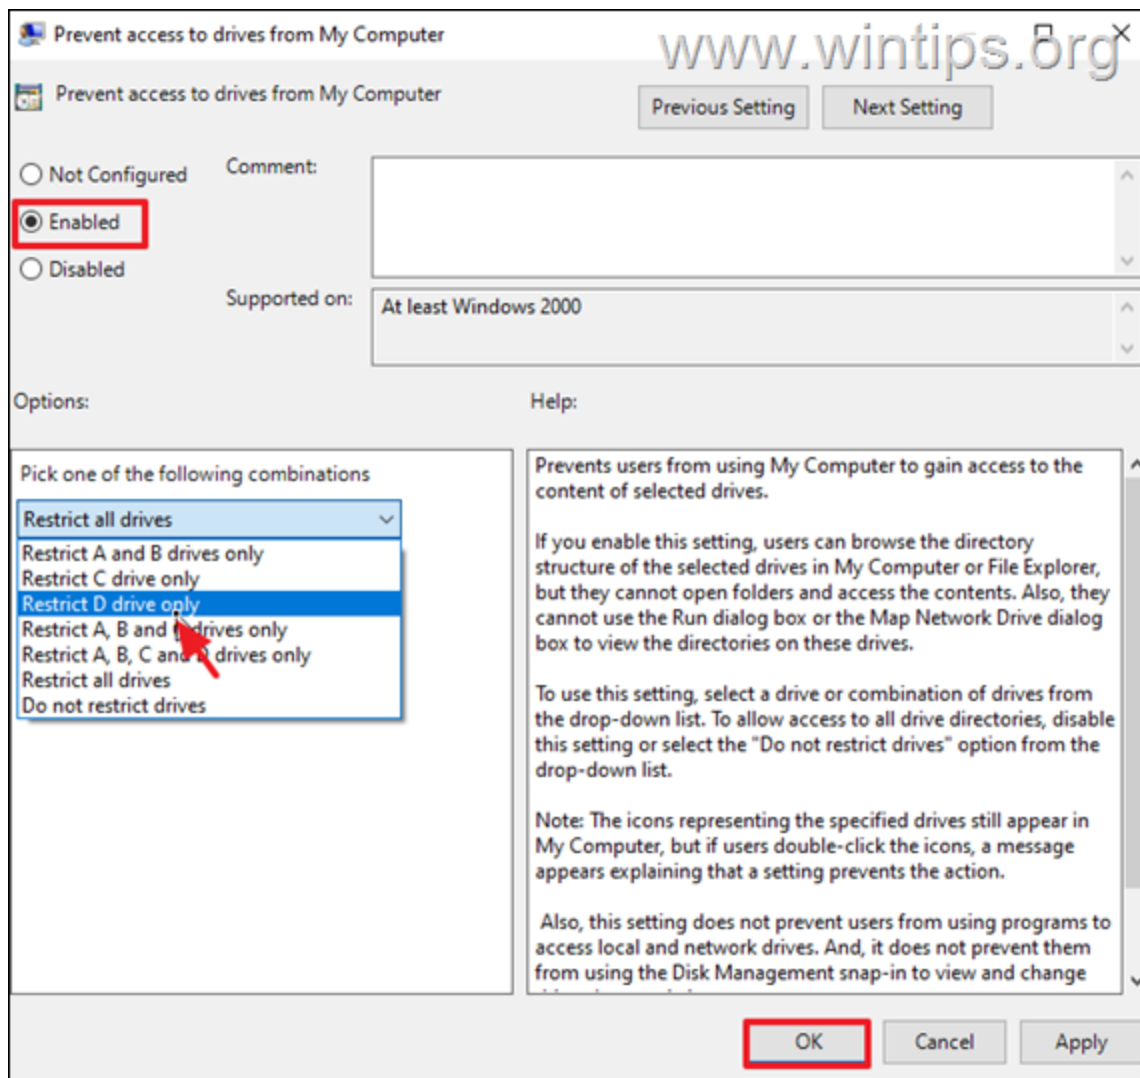 Prevent access to drives from My Computer
www.wintips.org
Prevent access to drives from My Computer
Previous Setting
Next Setting
Not Configured
Enabled
Disabled
Comment:
Supported on:
At least Windows 2000
Options:
Help:
Pick one of the following combinations
Restrict all drives
Restrict A and B drives only
Restrict C drive only
Restrict D drive only
Restrict A, B and drives only
Restrict A, B, C and D drives only
Restrict all drives
Do not restrict drives
Prevents users from using My Computer to gain access to the
content of selected drives.
If you enable this setting, users can browse the directory
structure of the selected drives in My Computer or File Explorer,
but they cannot open folders and access the contents. Also, they
cannot use the Run dialog box or the Map Network Drive dialog
box to view the directories on these drives.
To use this setting, select a drive or combination of drives from
the drop-down list. To allow access to all drive directories, disable
this setting or select the "Do not restrict drives" option from the
drop-down list.
Note: The icons representing the specified drives still appear in
My Computer, but if users double-click the icons, a message
appears explaining that a setting prevents the action.
Also, this setting does not prevent users from using programs to
access local and network drives. And, it does not prevent them
from using the Disk Management snap-in to view and change
OK
Cancel
Apply